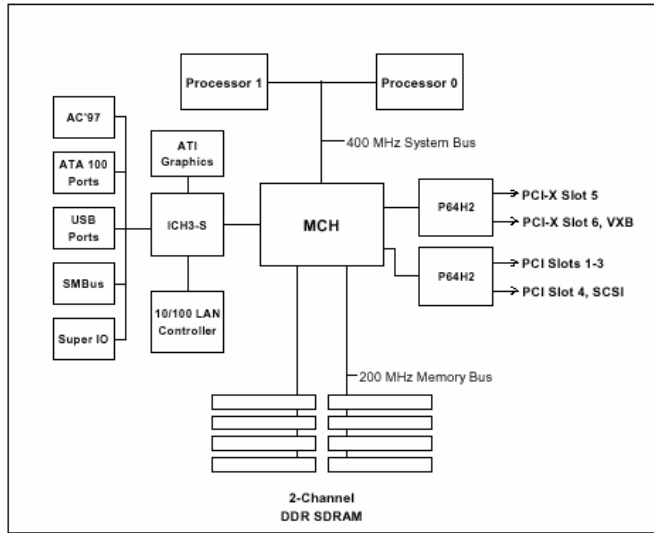 Processor 1
Processor 0
400 MHz System Bus
AC'97
ATA 100
Ports
USB
Ports
SMBus
Super IO
ATI
Graphics
ICH3-S
10/100 LAN
Controller
MCH
P64H2
PCI-X Slot 5
PCI-X Slot 6, VXB
P64H2
PCI Slots 1-3
PCI Slot 4, SCSI
200 MHz Memory Bus
2-Channel
DDR SDRAM